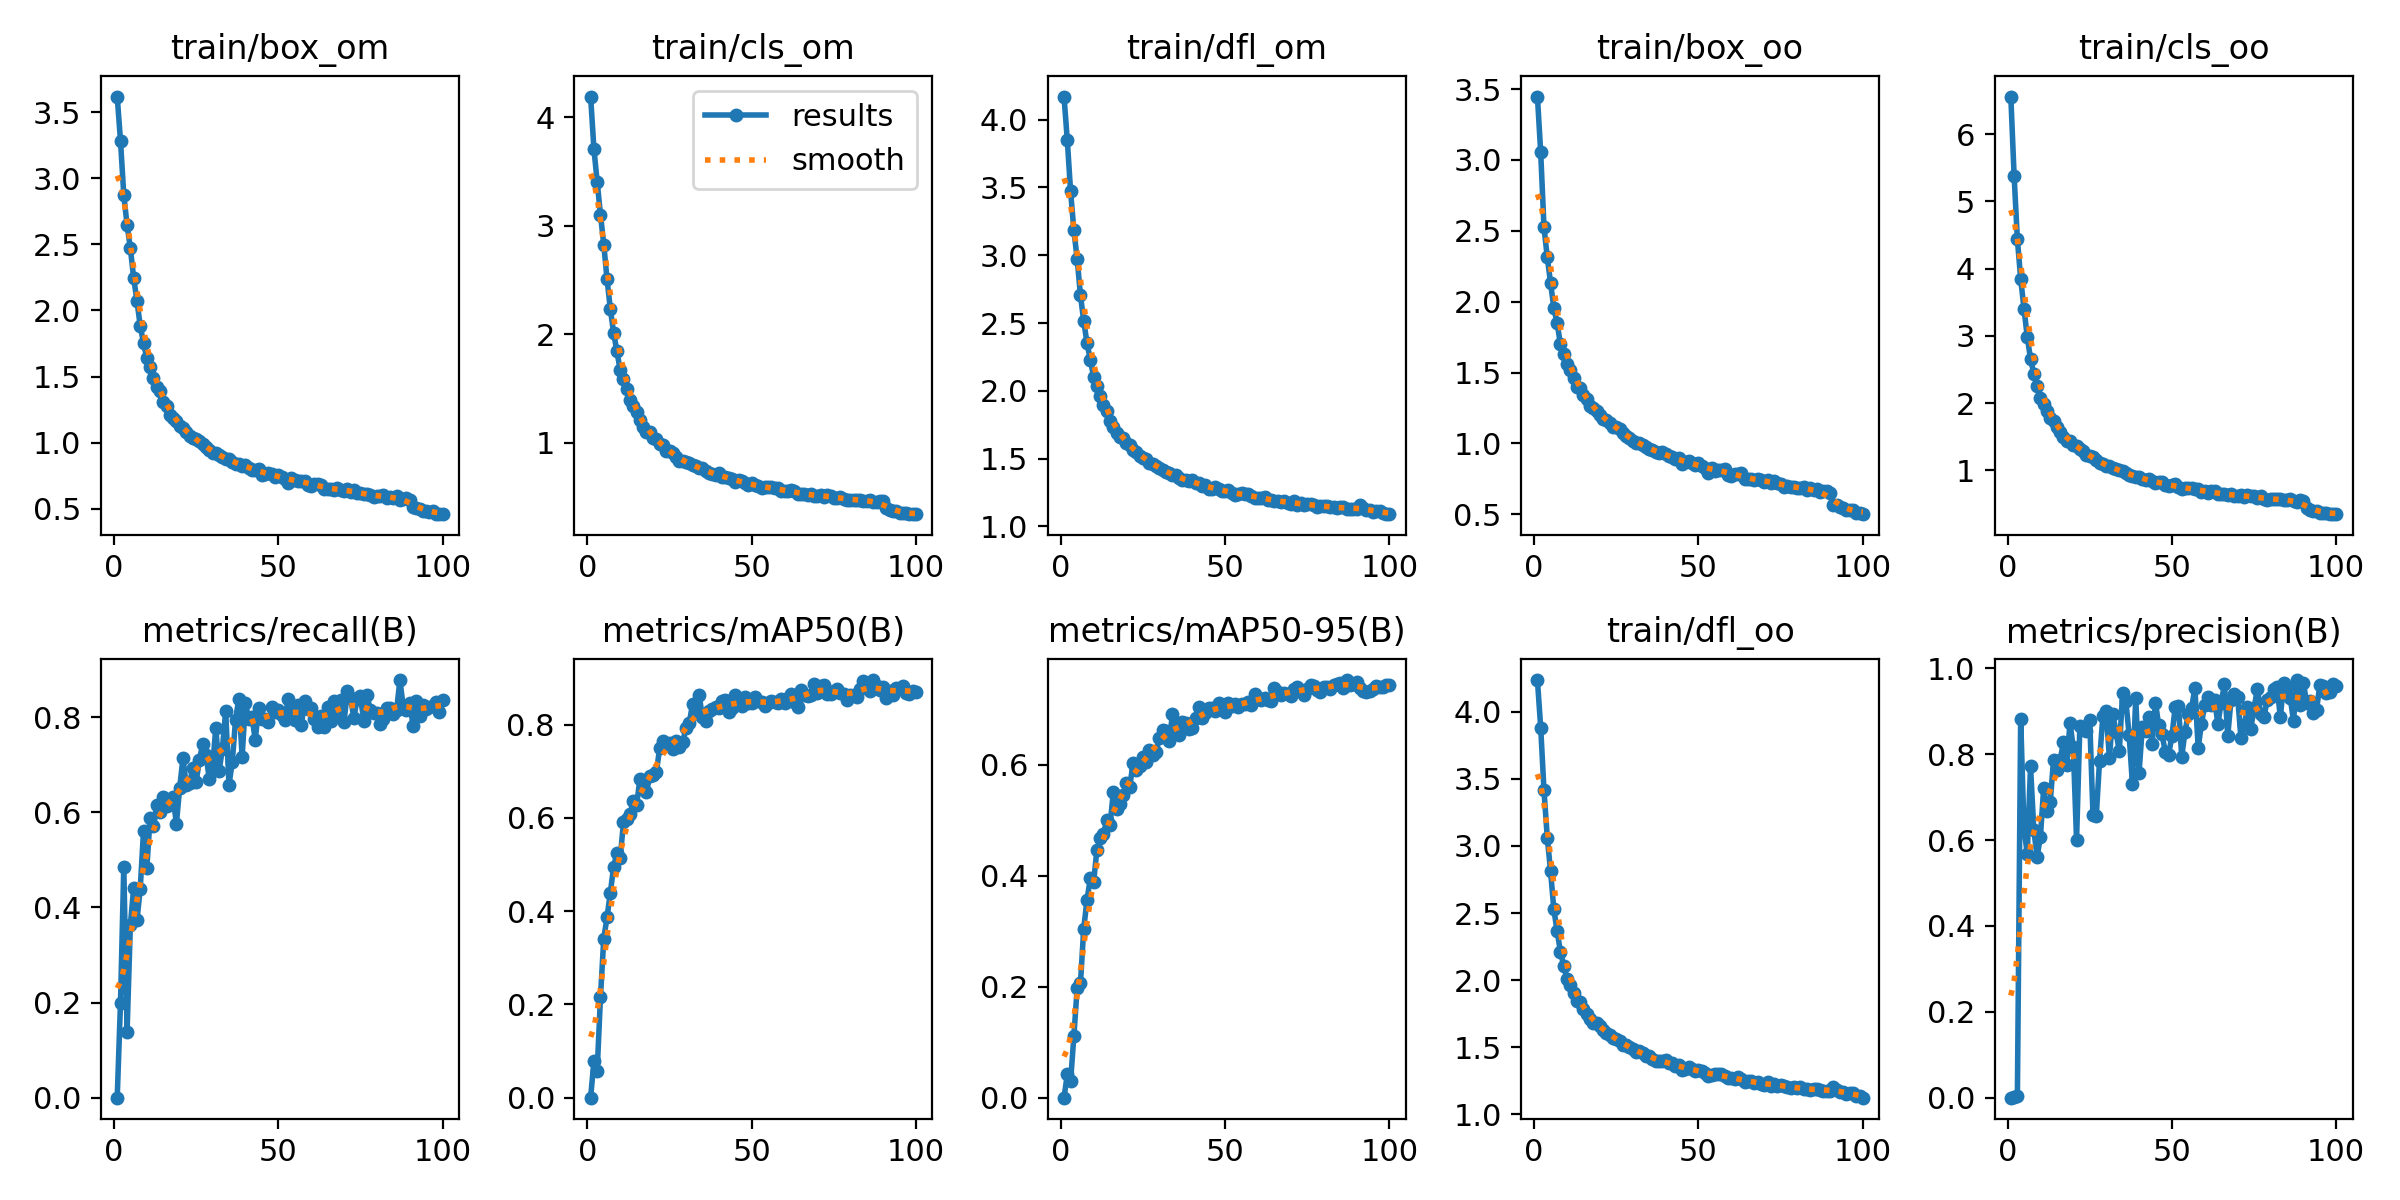 train/box_om
3.5
3.0
2.5
2.0
1.5
1.0
0.5
0 50 100
train/cls_om
results
smooth
4
3
2
1
0 50 100
train/dfl_om
4.0
3.5
3.0
2.5
2.0
1.5
1.0
0 50 100
train/box_oo
3.5
3.0
2.5
2.0
1.5
1.0
0.5
0 50 100
train/cls_oo
6
5
4
3
2
1
0 50 100
metrics/recall(B)
0.8
0.6
0.4
0.2
0.0
0 50 100
metrics/mAP50(B)
0.8
0.6
0.4
0.2
0.0
0 50 100
metrics/mAP50-95(B)
0.6
0.4
0.2
0.0
0 50 100
train/dfl_oo
4.0
3.5
3.0
2.5
2.0
1.5
1.0
0 50 100
metrics/precision(B)
1.0
0.8
0.6
0.4
0.2
0.0
0 50 100